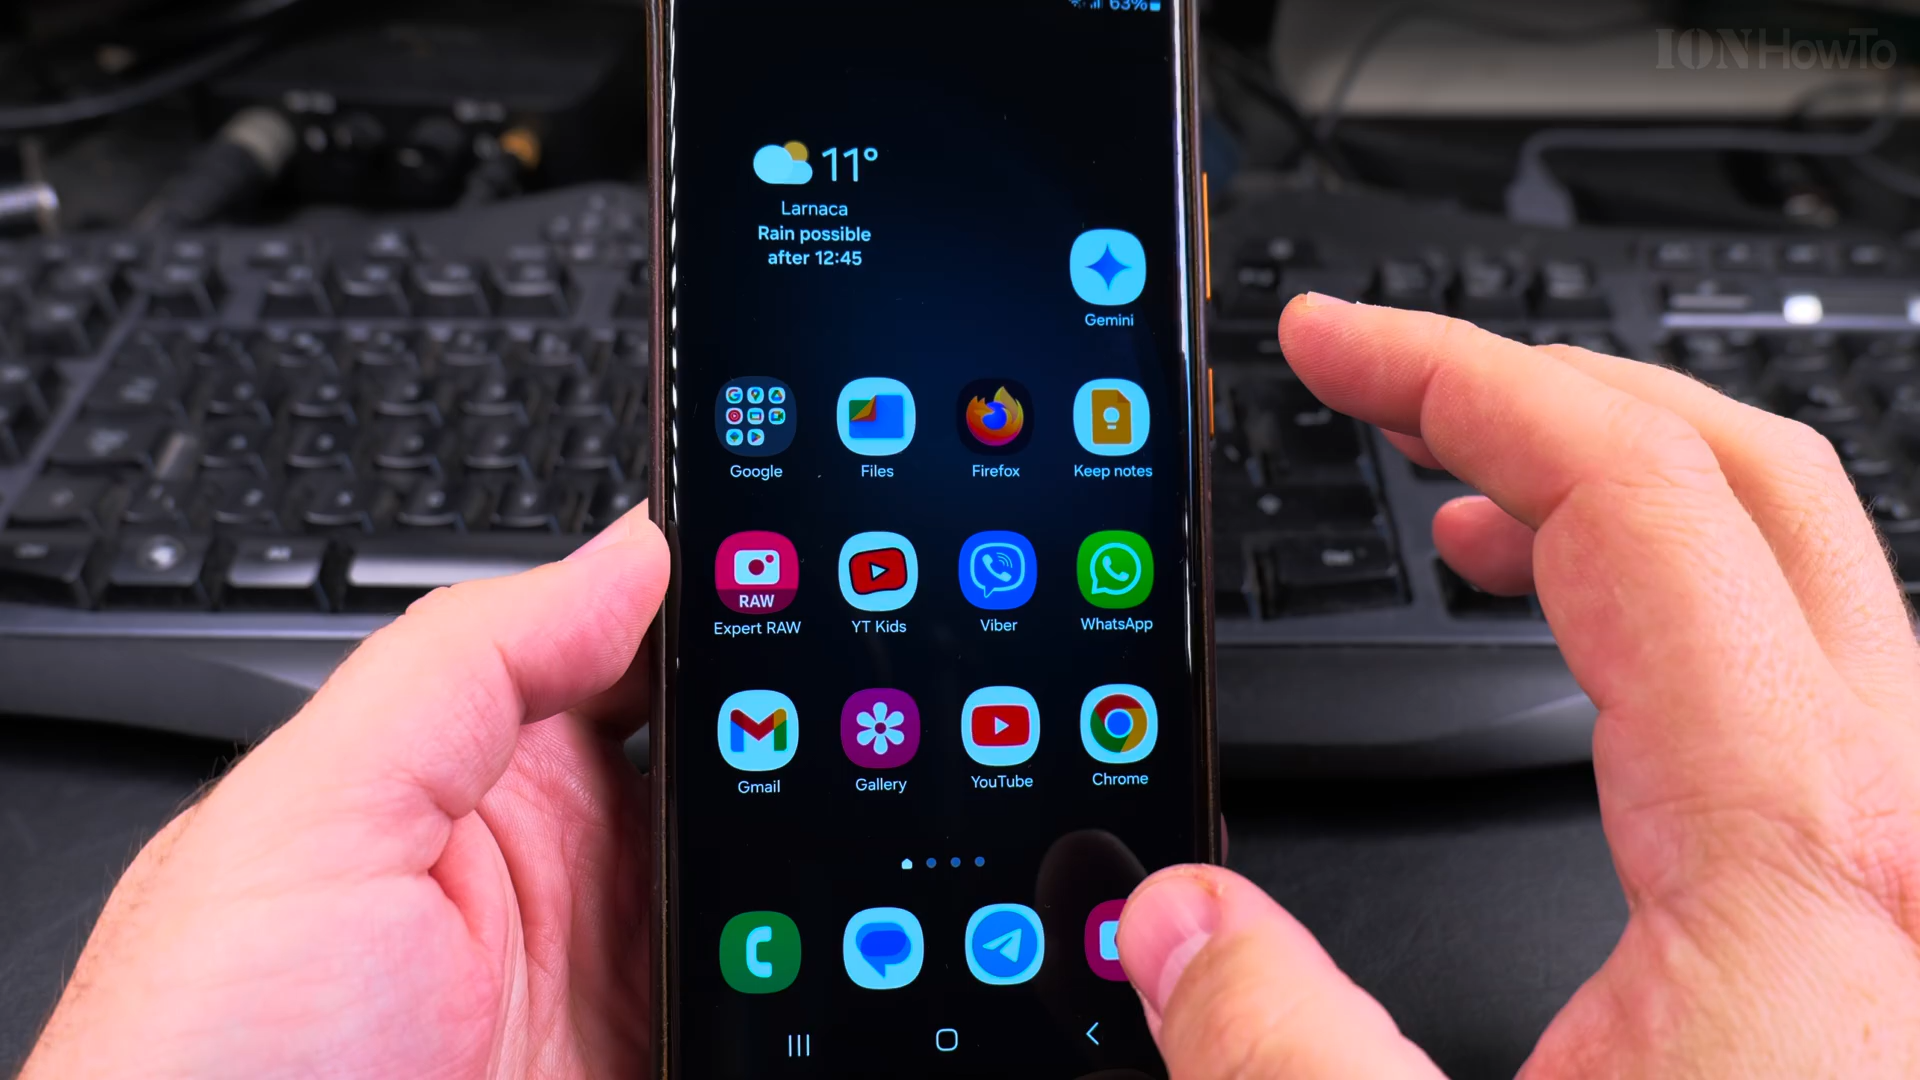 63%
IONHowTo
11°
Larnaca
Rain possible
after 12:45
Gemini
Google
Files
Firefox
Keep notes
RAW
Expert RAW
YT Kids
Viber
WhatsApp
Gmail
Gallery
YouTube
Chrome